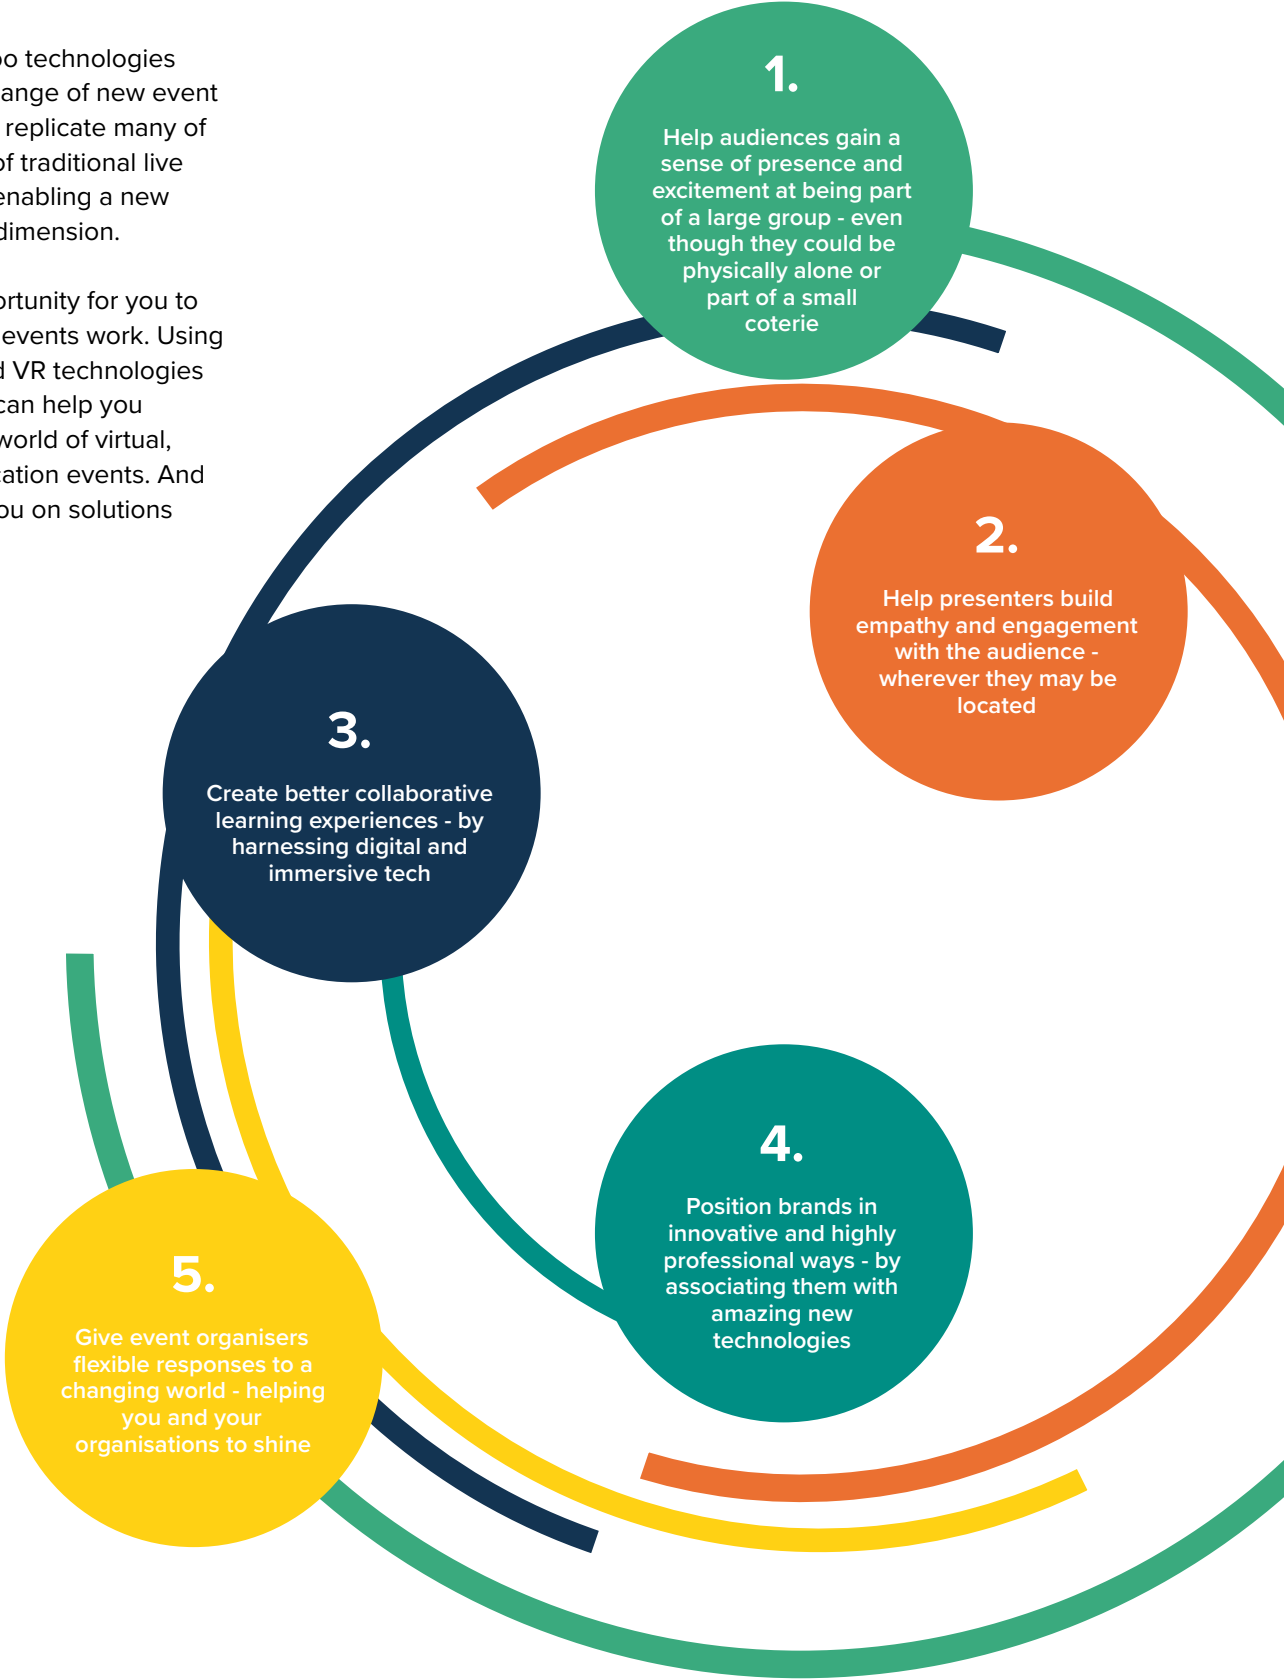 technologies
range of new event
replicate many of
of traditional live
enabling a new
dimension.
opportunity for you to
events work. Using
VR technologies
can help you
world of virtual,
events. And
you on solutions
1.
Help audiences gain a
sense of presence and
excitement at being part
of a large group - even
though they could be
physically alone or
part of a small
coterie
2.
Help presenters build
empathy and engagement
with the audience -
wherever they may be
located
3.
Create better collaborative
learning experiences - by
harnessing digital and
immersive tech
4.
Position brands in
innovative and highly
professional ways - by
associating them with
amazing new
technologies
5.
Give event organisers
flexible responses to a
changing world - helping
you and your
organisations to shine